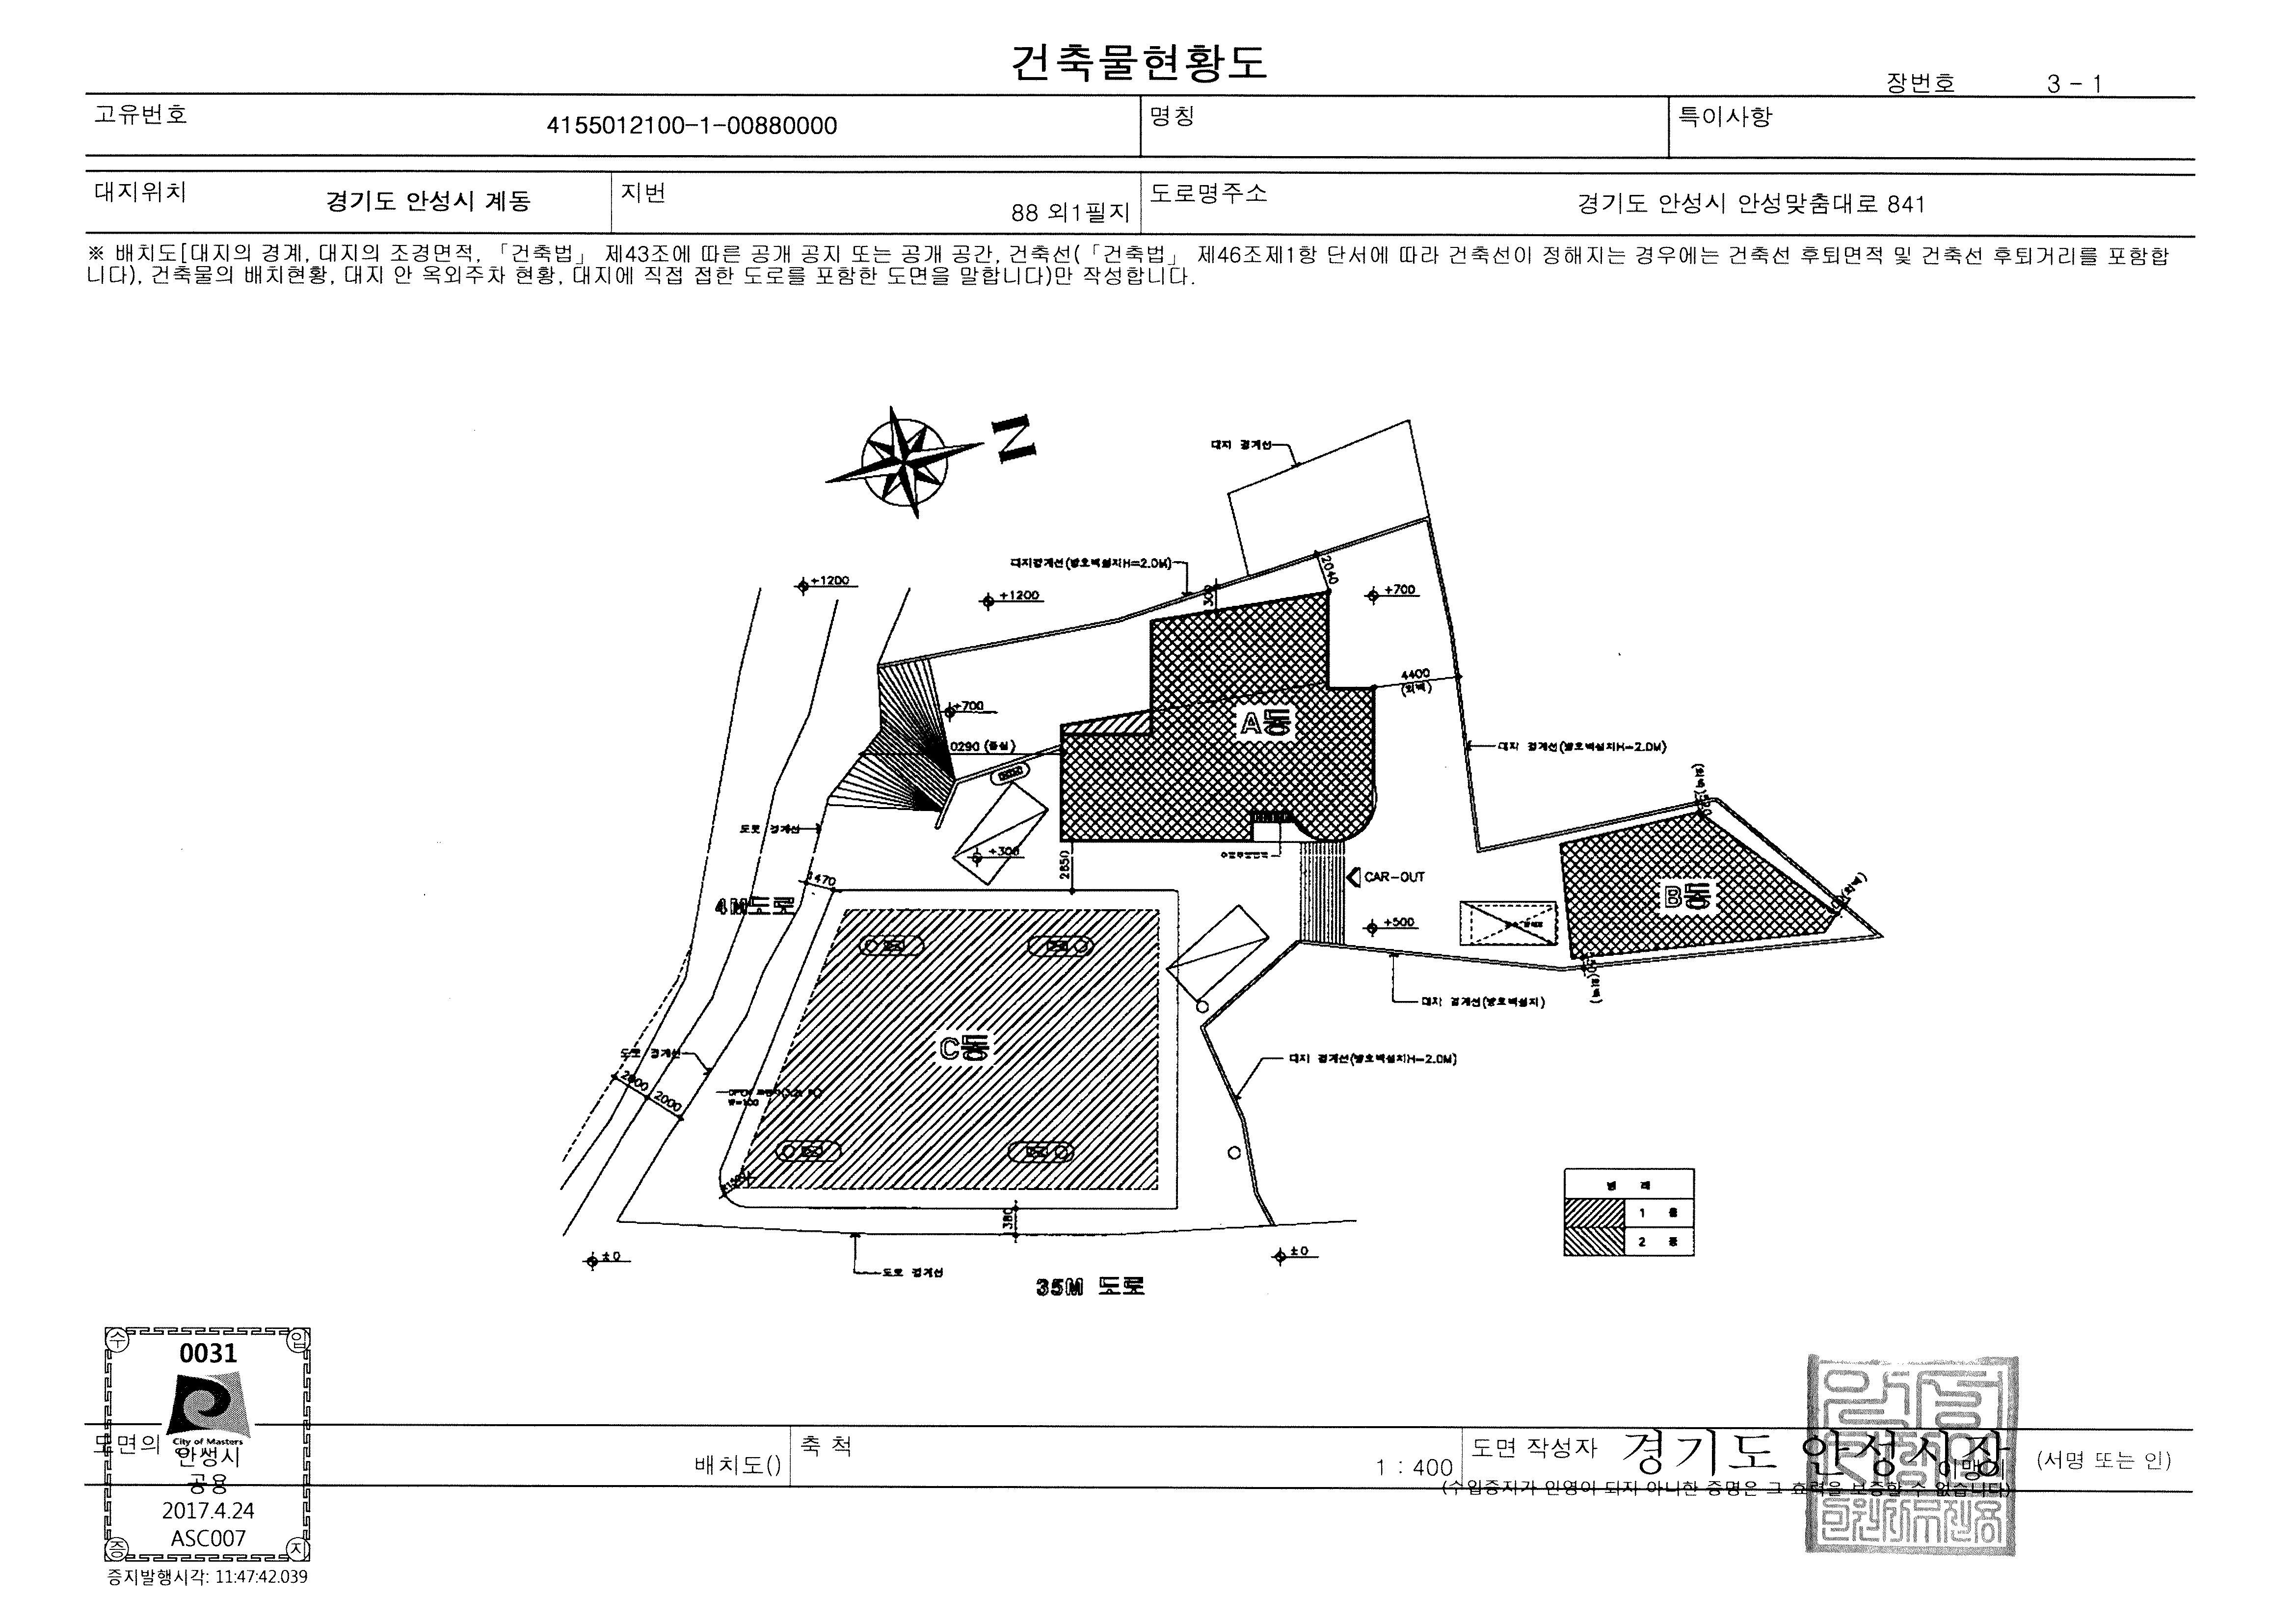 건축물현황도
장번호 3 - 1
고유번호 4155012100-1-00880000
명칭
특이사항
대지위치 경기도 안성시 계동
지번 88 외1필지
도로명주소 경기도 안성시 안성맞춤대로 841
※ 배치도[대지의 경계, 대지의 조경면적, 「건축법」 제43조에 따른 공개 공지 또는 공개 공간, 건축선(「건축법」 제46조제1항 단서에 따라 건축선이 정해지는 경우에는 건축선 후퇴면적 및 건축선 후퇴거리를 포함합
니다), 건축물의 배치현황, 대지 안 옥외주차 현황, 대지에 직접 접한 도로를 포함한 도면을 말합니다)만 작성합니다.
N
대지 경계선
대지경계선(방호벽설치H=2.0M)
2040
+1200
+1200
+700
300
4400
(외벽)
+700
A동
0290 (중심)
대지 경계선(방호벽설치H=2.0M)
도로 경계선
+300
2850
CAR-OUT
B동
1470
4M도로
+500
대지 경계선(방호벽설치)
C동
도로 경계선
대지 경계선(방호벽설치H=2.0M)
2000
2000
W=100
범 례
1 층
2 층
1380
±0
±0
도로 경계선
35M 도로
수 입
0031
City of Masters
안성시
공용
2017.4.24
ASC007
증 지
증지발행시각: 11:47:42.039
도면의
배치도()
축 척
1 : 400
도면 작성자
경기도 안성시장
(서명 또는 인)
(수입증지가 인영이 되지 아니한 증명은 그 효력을 보증할 수 없습니다)